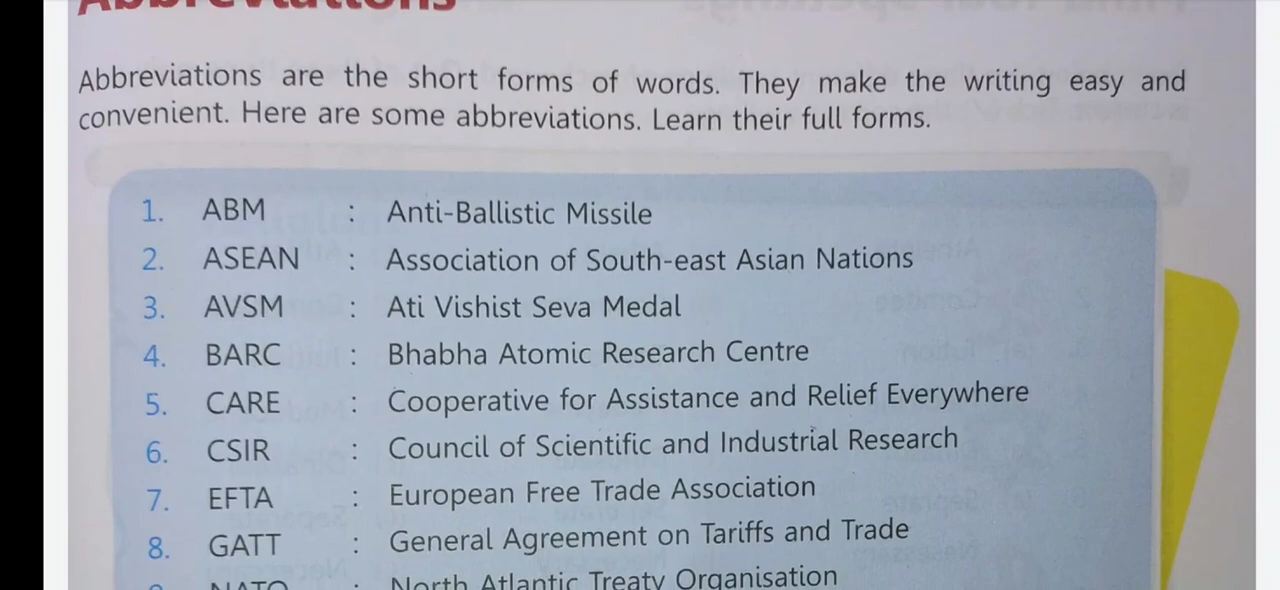 Abbreviations
Abbreviations are the short forms of words. They make the writing easy and
convenient. Here are some abbreviations. Learn their full forms.
1. ABM : Anti-Ballistic Missile
2. ASEAN : Association of South-east Asian Nations
3. AVSM : Ati Vishist Seva Medal
4. BARC : Bhabha Atomic Research Centre
5. CARE : Cooperative for Assistance and Relief Everywhere
6. CSIR : Council of Scientific and Industrial Research
7. EFTA : European Free Trade Association
8. GATT : General Agreement on Tariffs and Trade
9. NATO : North Atlantic Treaty Organisation